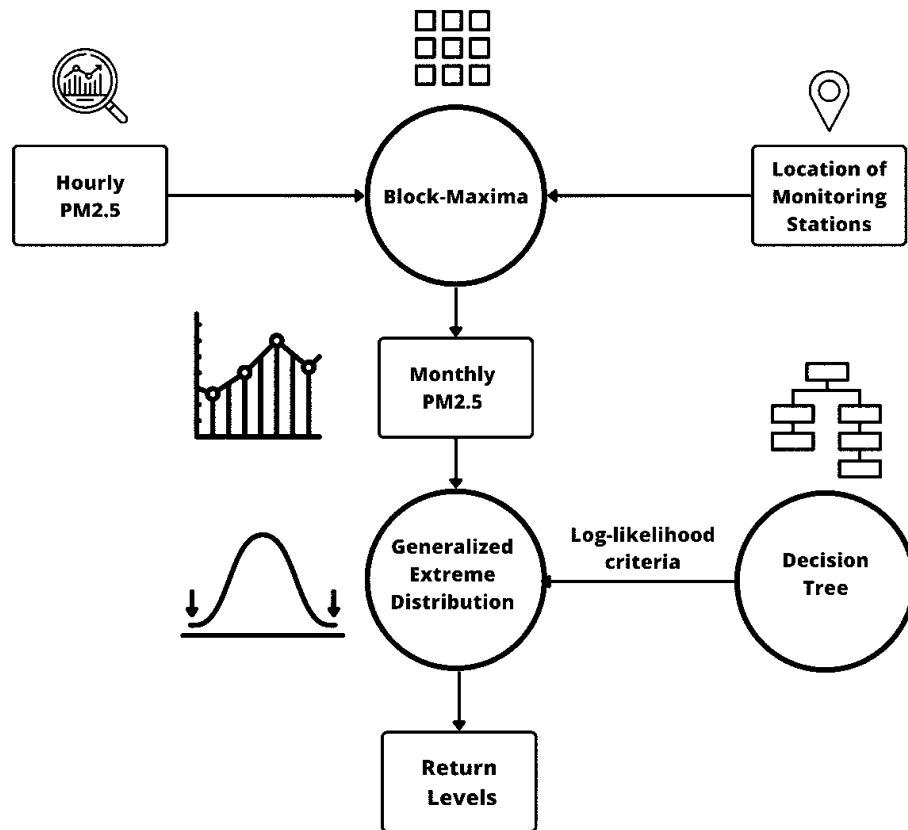 Hourly
PM2.5
Block-Maxima
Location of
Monitoring
Stations
Monthly
PM2.5
Generalized
Extreme
Distribution
Log-likelihood
criteria
Decision
Tree
Return
Levels